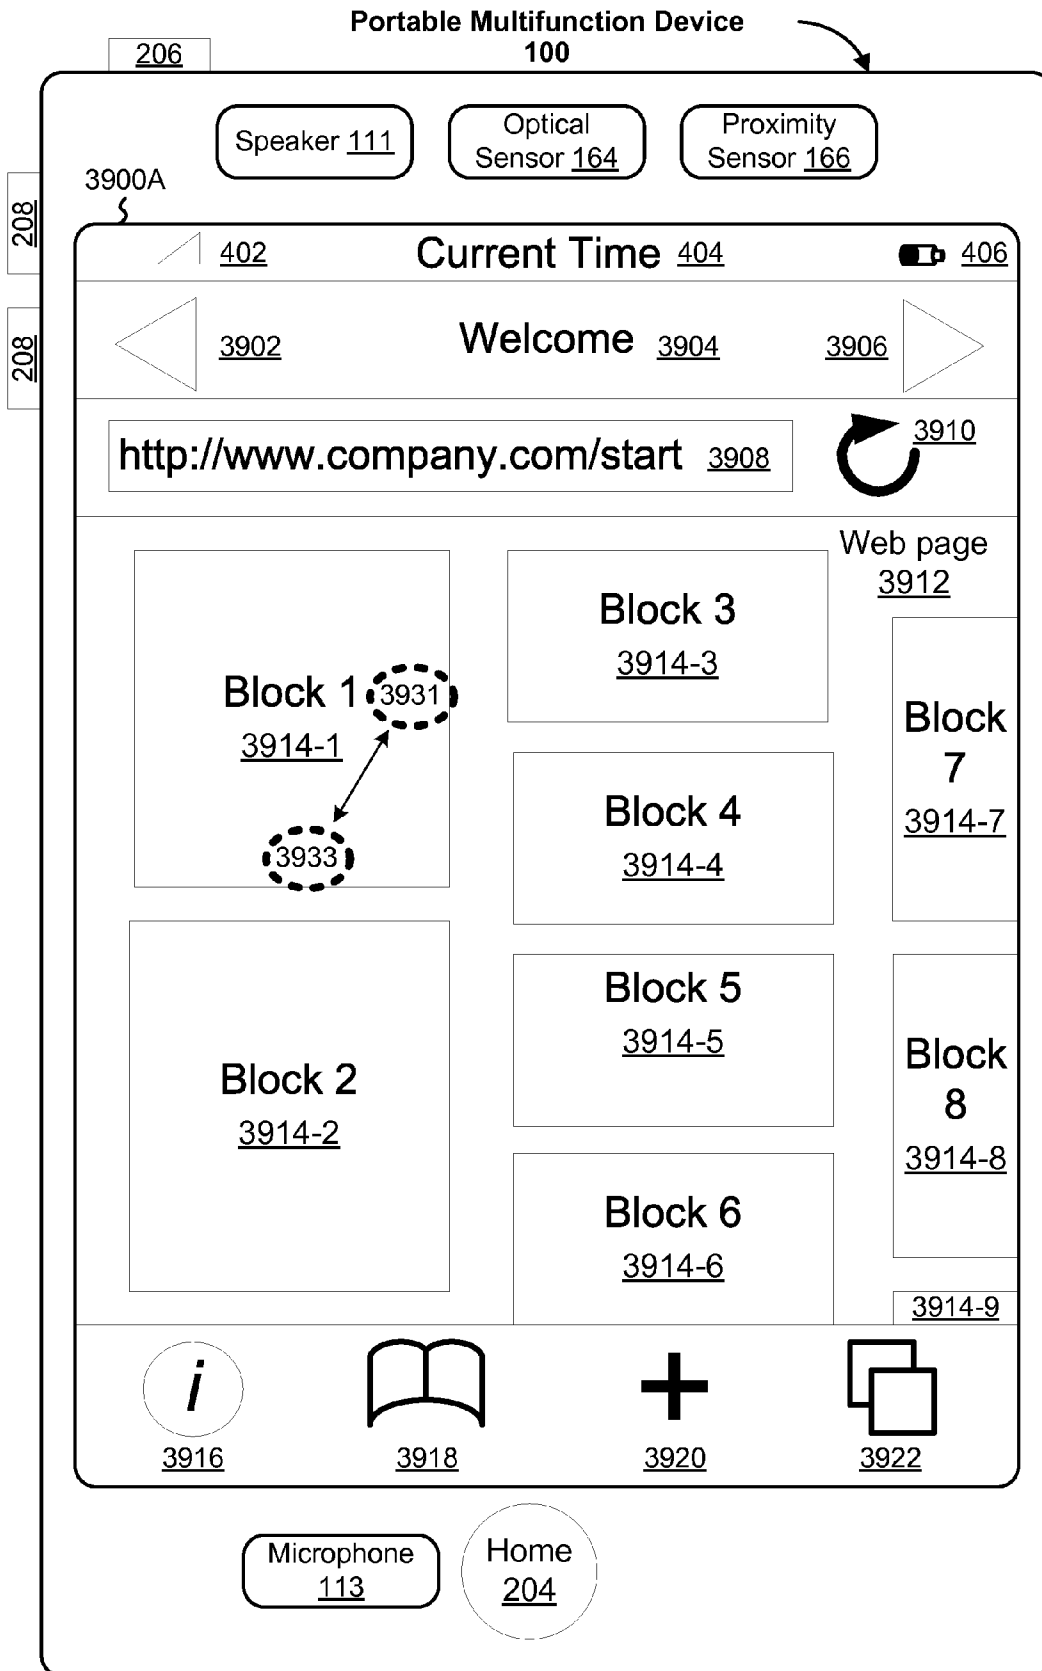 Portable Multifunction Device
100
206
Speaker 111
Optical
Sensor 164
Proximity
Sensor 166
3900A
208
208
402
Current Time 404
406
3902
Welcome 3904
3906
http://www.company.com/start 3908
3910
Web page
3912
Block 1
3914-1
3931
3933
Block 2
3914-2
Block 3
3914-3
Block 4
3914-4
Block 5
3914-5
Block 6
3914-6
Block
7
3914-7
Block
8
3914-8
3914-9
i
3916
3918
3920
3922
Microphone
113
Home
204